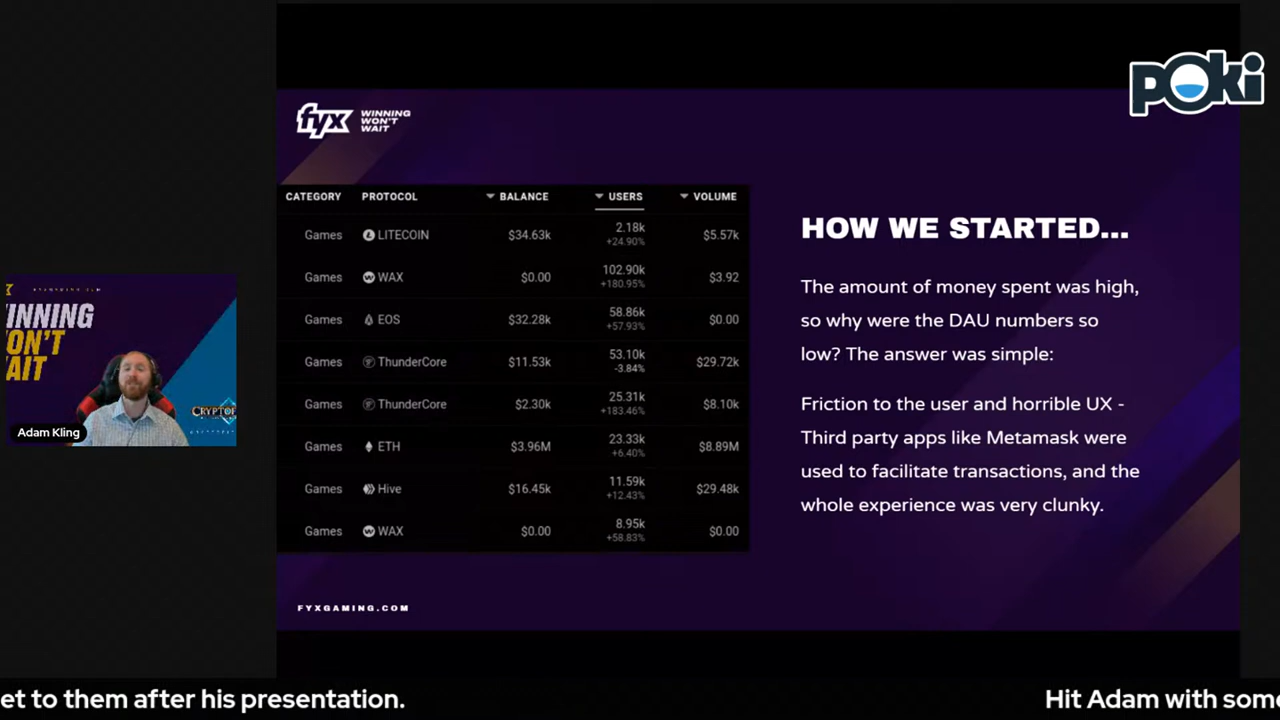 poki
fyx WINNING
WON'T
WAIT
CATEGORY PROTOCOL BALANCE USERS VOLUME
Games LITECOIN $34.63k 2.18k $5.57k
+24.90%
Games WAX $0.00 102.90k $3.92
+180.95%
Games EOS $32.28k 58.86k $0.00
+57.93%
Games ThunderCore $11.53k 53.10k $29.72k
-3.84%
Games ThunderCore $2.30k 25.31k $8.10k
+183.46%
Games ETH $3.96M 23.33k $8.89M
+6.40%
Games Hive $16.45k 11.59k $29.48k
+12.43%
Games WAX $0.00 8.95k $0.00
+58.83%
HOW WE STARTED...
The amount of money spent was high,
so why were the DAU numbers so
low? The answer was simple:
Friction to the user and horrible UX -
Third party apps like Metamask were
used to facilitate transactions, and the
whole experience was very clunky.
INNING
ON'T
AIT
CRYPTOF
Adam Kling
FYXGAMING.COM
et to them after his presentation.
Hit Adam with some